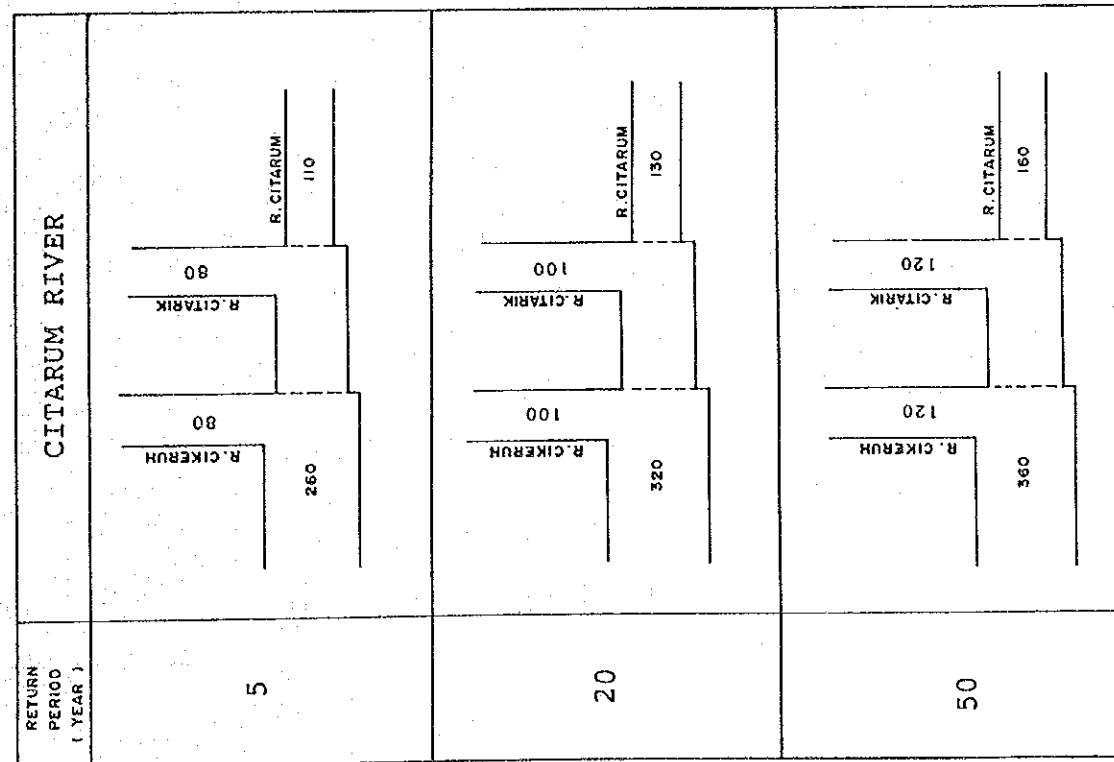 RETURN
PERIOD
( YEAR )
CITARUM RIVER
5
R. CIKERUH
80
260
R. CITARIK
80
R. CITARUM
110
20
R. CIKERUH
100
320
R. CITARIK
100
R. CITARUM
130
50
R. CIKERUH
120
360
R. CITARIK
120
R. CITARUM
160